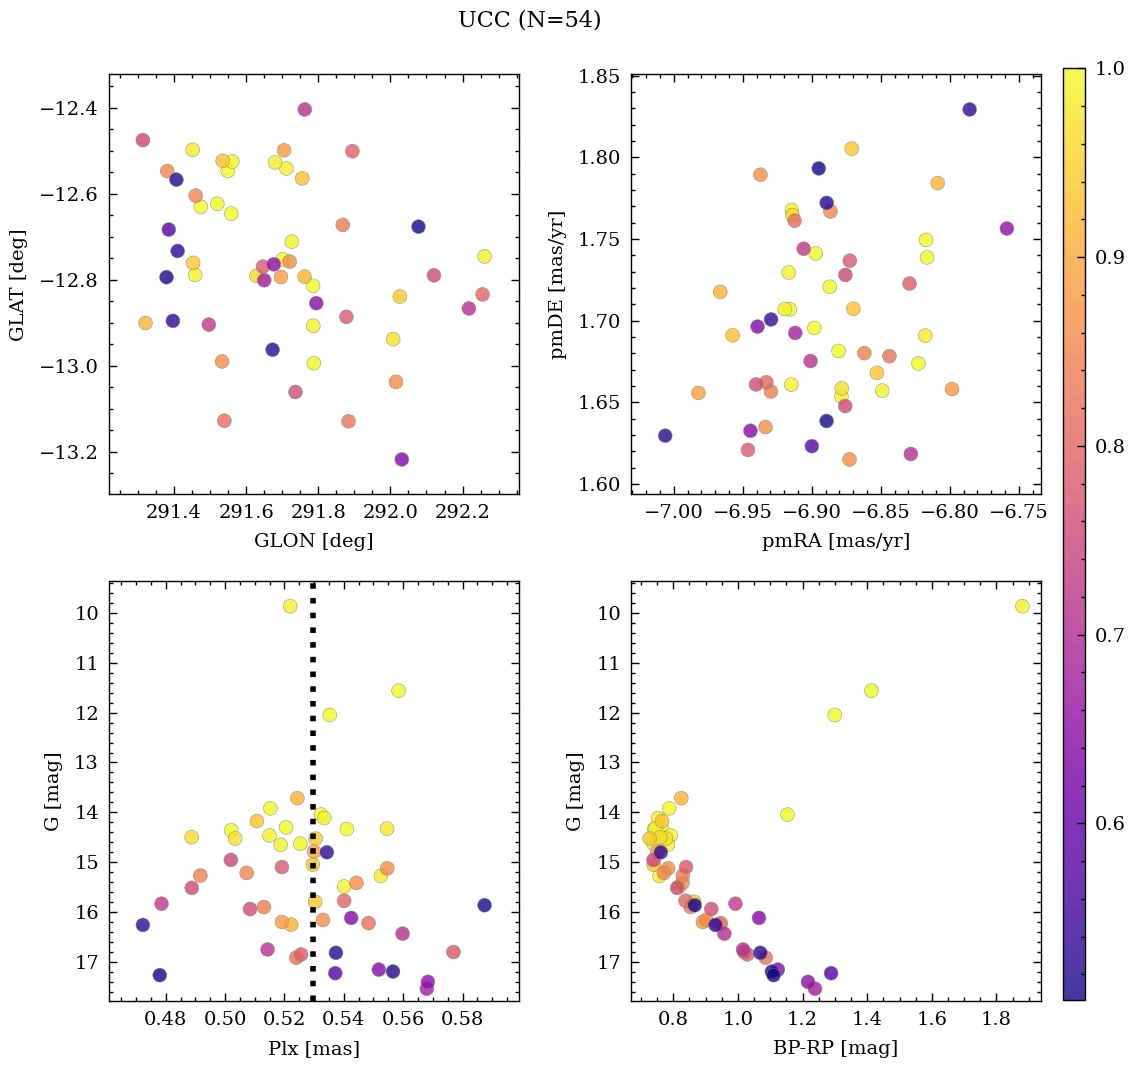 UCC (N=54)
−12.4
−12.6
−12.8
−13.0
−13.2
GLAT [deg]
291.4 291.6 291.8 292.0 292.2
GLON [deg]
1.85
1.80
1.75
1.70
1.65
1.60
pmDE [mas/yr]
−7.00 −6.95 −6.90 −6.85 −6.80 −6.75
pmRA [mas/yr]
10
11
12
13
14
15
16
17
G [mag]
0.48 0.50 0.52 0.54 0.56 0.58
Plx [mas]
10
11
12
13
14
15
16
17
G [mag]
0.8 1.0 1.2 1.4 1.6 1.8
BP-RP [mag]
1.0
0.9
0.8
0.7
0.6